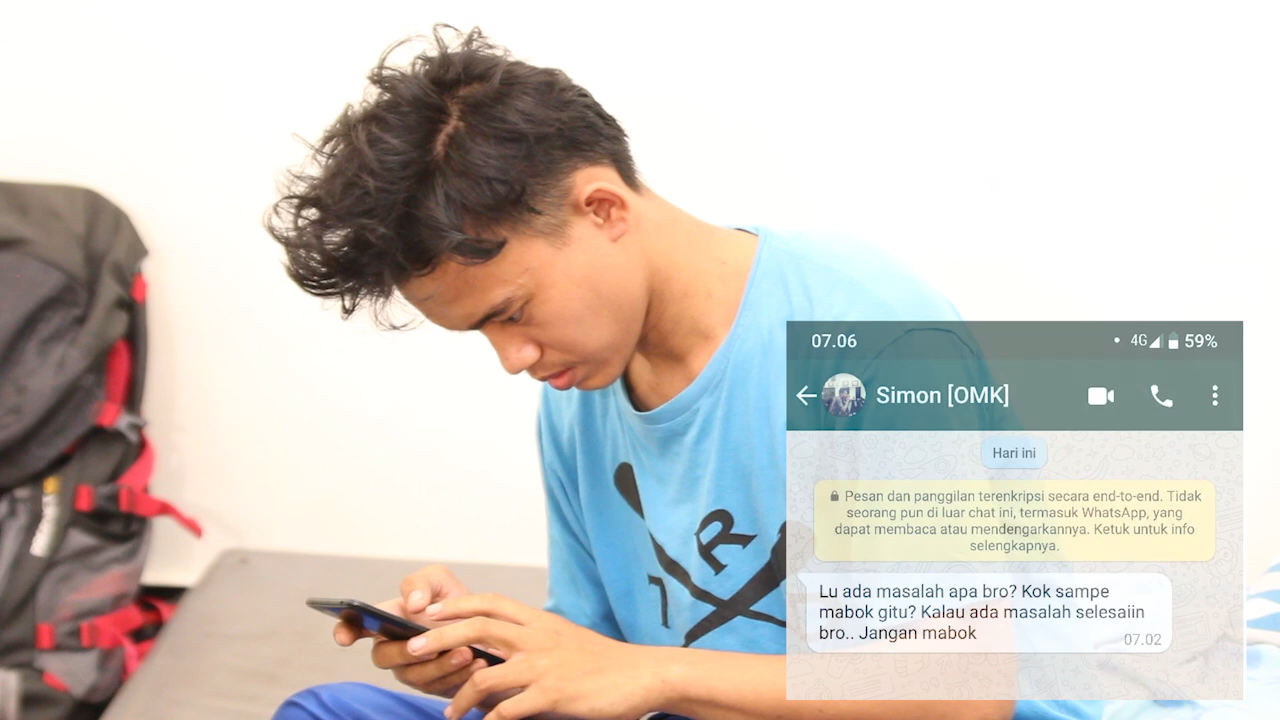 07.06
4G 59%
Simon [OMK]
Hari ini
Pesan dan panggilan terenkripsi secara end-to-end. Tidak
seorang pun di luar chat ini, termasuk WhatsApp, yang
dapat membaca atau mendengarkannya. Ketuk untuk info
selengkapnya.
Lu ada masalah apa bro? Kok sampe
mabok gitu? Kalau ada masalah selesaiin
bro.. Jangan mabok
07.02
R